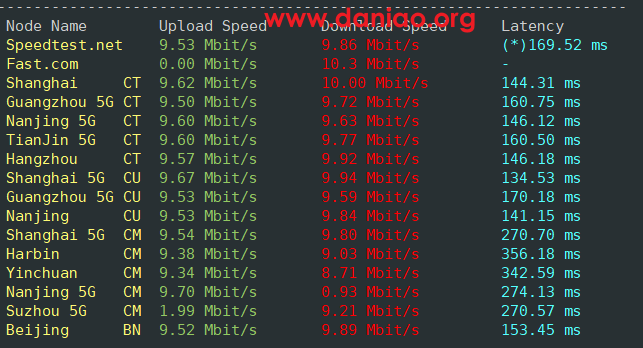 www.daniao.org
Node Name Upload Speed Download Speed Latency
Speedtest.net 9.53 Mbit/s 9.86 Mbit/s (*)169.52 ms
Fast.com 0.00 Mbit/s 10.3 Mbit/s -
Shanghai CT 9.62 Mbit/s 10.00 Mbit/s 144.31 ms
Guangzhou 5G CT 9.50 Mbit/s 9.72 Mbit/s 160.75 ms
Nanjing 5G CT 9.60 Mbit/s 9.63 Mbit/s 146.12 ms
TianJin 5G CT 9.60 Mbit/s 9.77 Mbit/s 160.50 ms
Hangzhou CT 9.57 Mbit/s 9.92 Mbit/s 146.18 ms
Shanghai 5G CU 9.67 Mbit/s 9.94 Mbit/s 134.53 ms
Guangzhou 5G CU 9.53 Mbit/s 9.59 Mbit/s 170.18 ms
Nanjing CU 9.53 Mbit/s 9.84 Mbit/s 141.15 ms
Shanghai 5G CM 9.54 Mbit/s 9.80 Mbit/s 270.70 ms
Harbin CM 9.38 Mbit/s 9.03 Mbit/s 356.18 ms
Yinchuan CM 9.34 Mbit/s 8.71 Mbit/s 342.59 ms
Nanjing 5G CM 9.70 Mbit/s 0.93 Mbit/s 274.13 ms
Suzhou 5G CM 1.99 Mbit/s 9.21 Mbit/s 270.57 ms
Beijing BN 9.52 Mbit/s 9.89 Mbit/s 153.45 ms